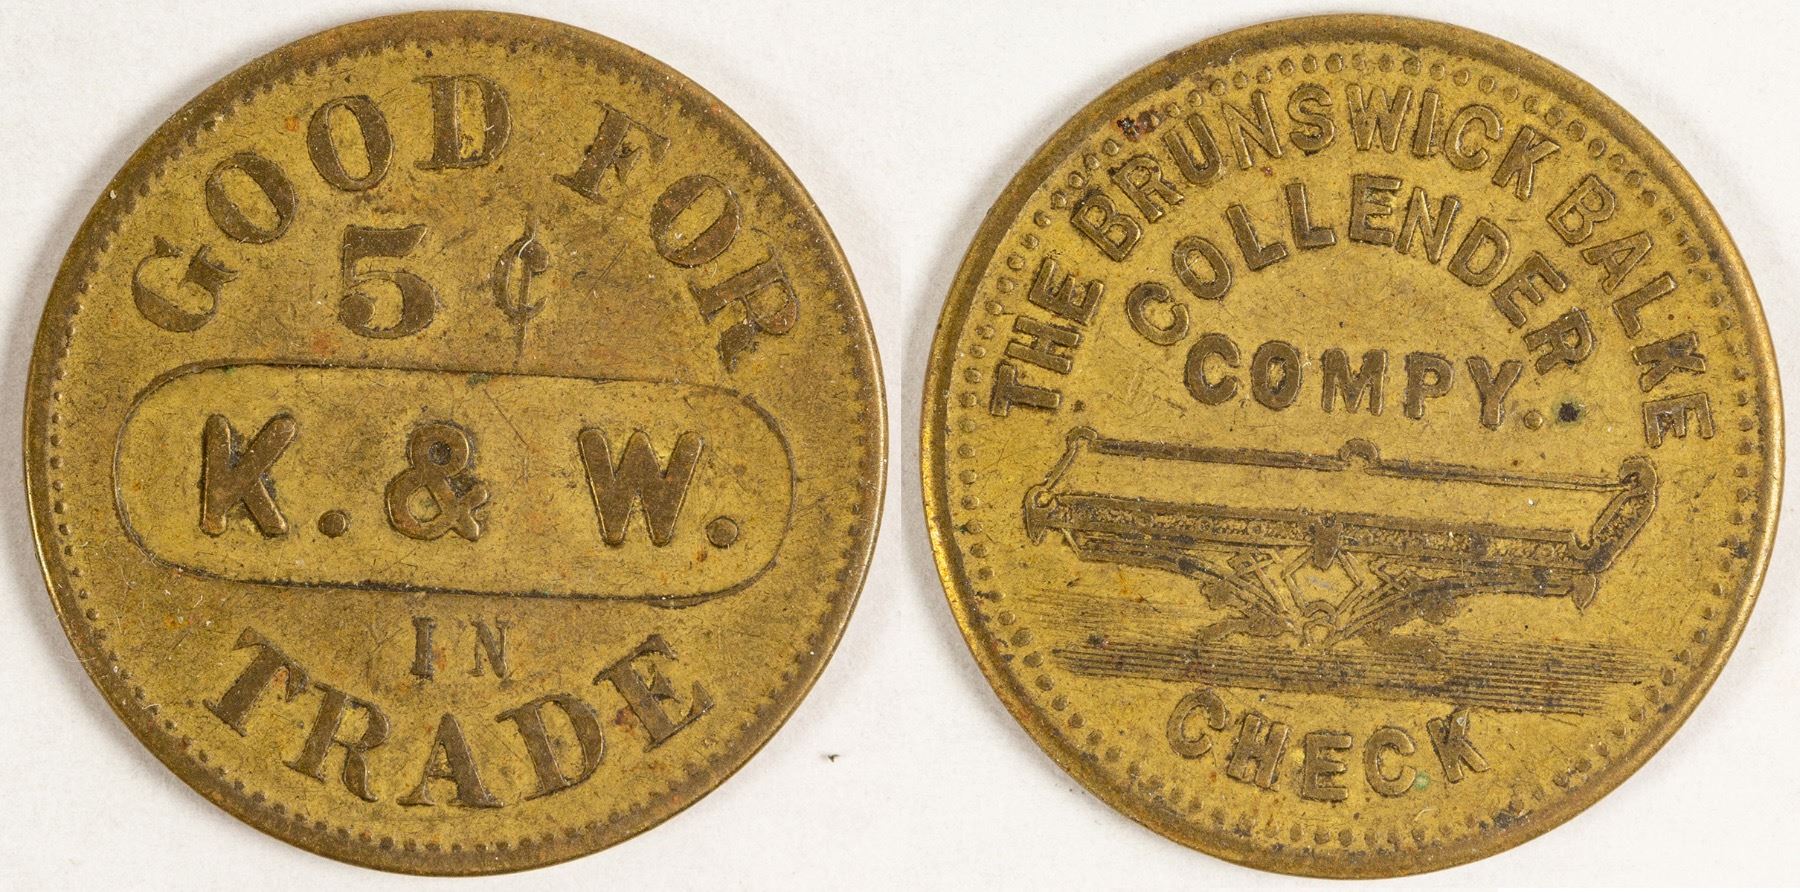 GOOD FOR
5 ¢
K. & W.
IN
TRADE
THE BRUNSWICK BALKE
COLLENDER
COMPY.
CHECK